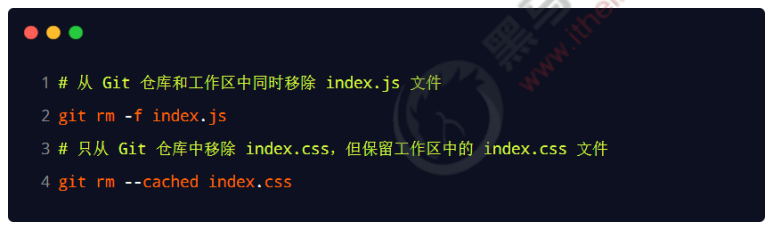 1 # 从 Git 仓库和工作区中同时移除 index.js 文件
2 git rm -f index.js
3 # 只从 Git 仓库中移除 index.css，但保留工作区中的 index.css 文件
4 git rm --cached index.css